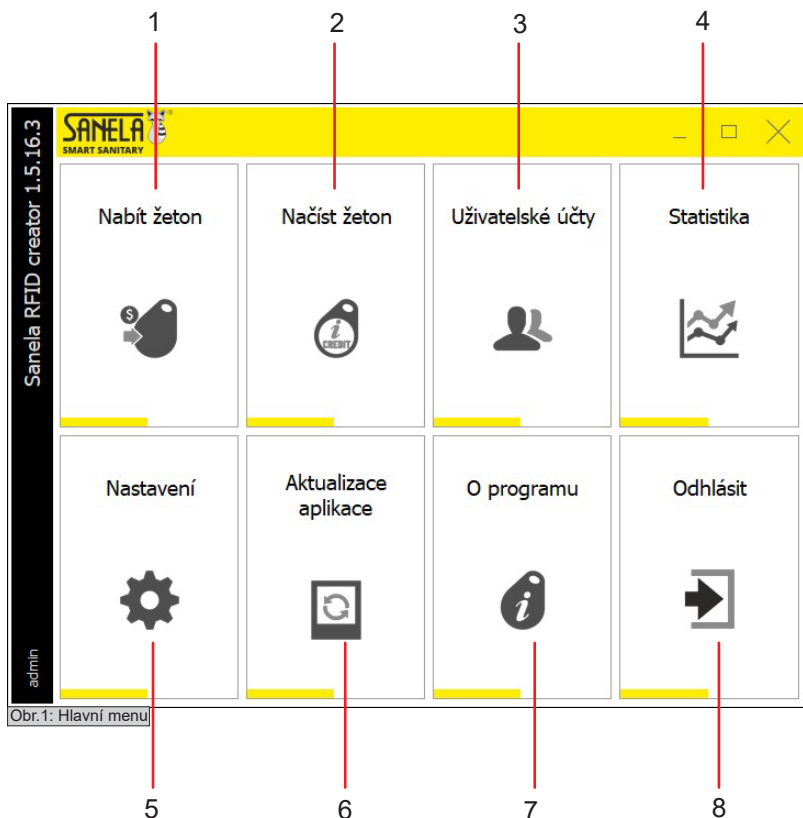 1 2 3 4
SANELA®
SMART SANITARY
Sanela RFID creator 1.5.16.3
admin
Nabít žeton
$
Načíst žeton
i
CREDIT
Uživatelské účty
Statistika
Nastavení
Aktualizace
aplikace
O programu
i
Odhlásit
Obr.1: Hlavní menu
5 6 7 8